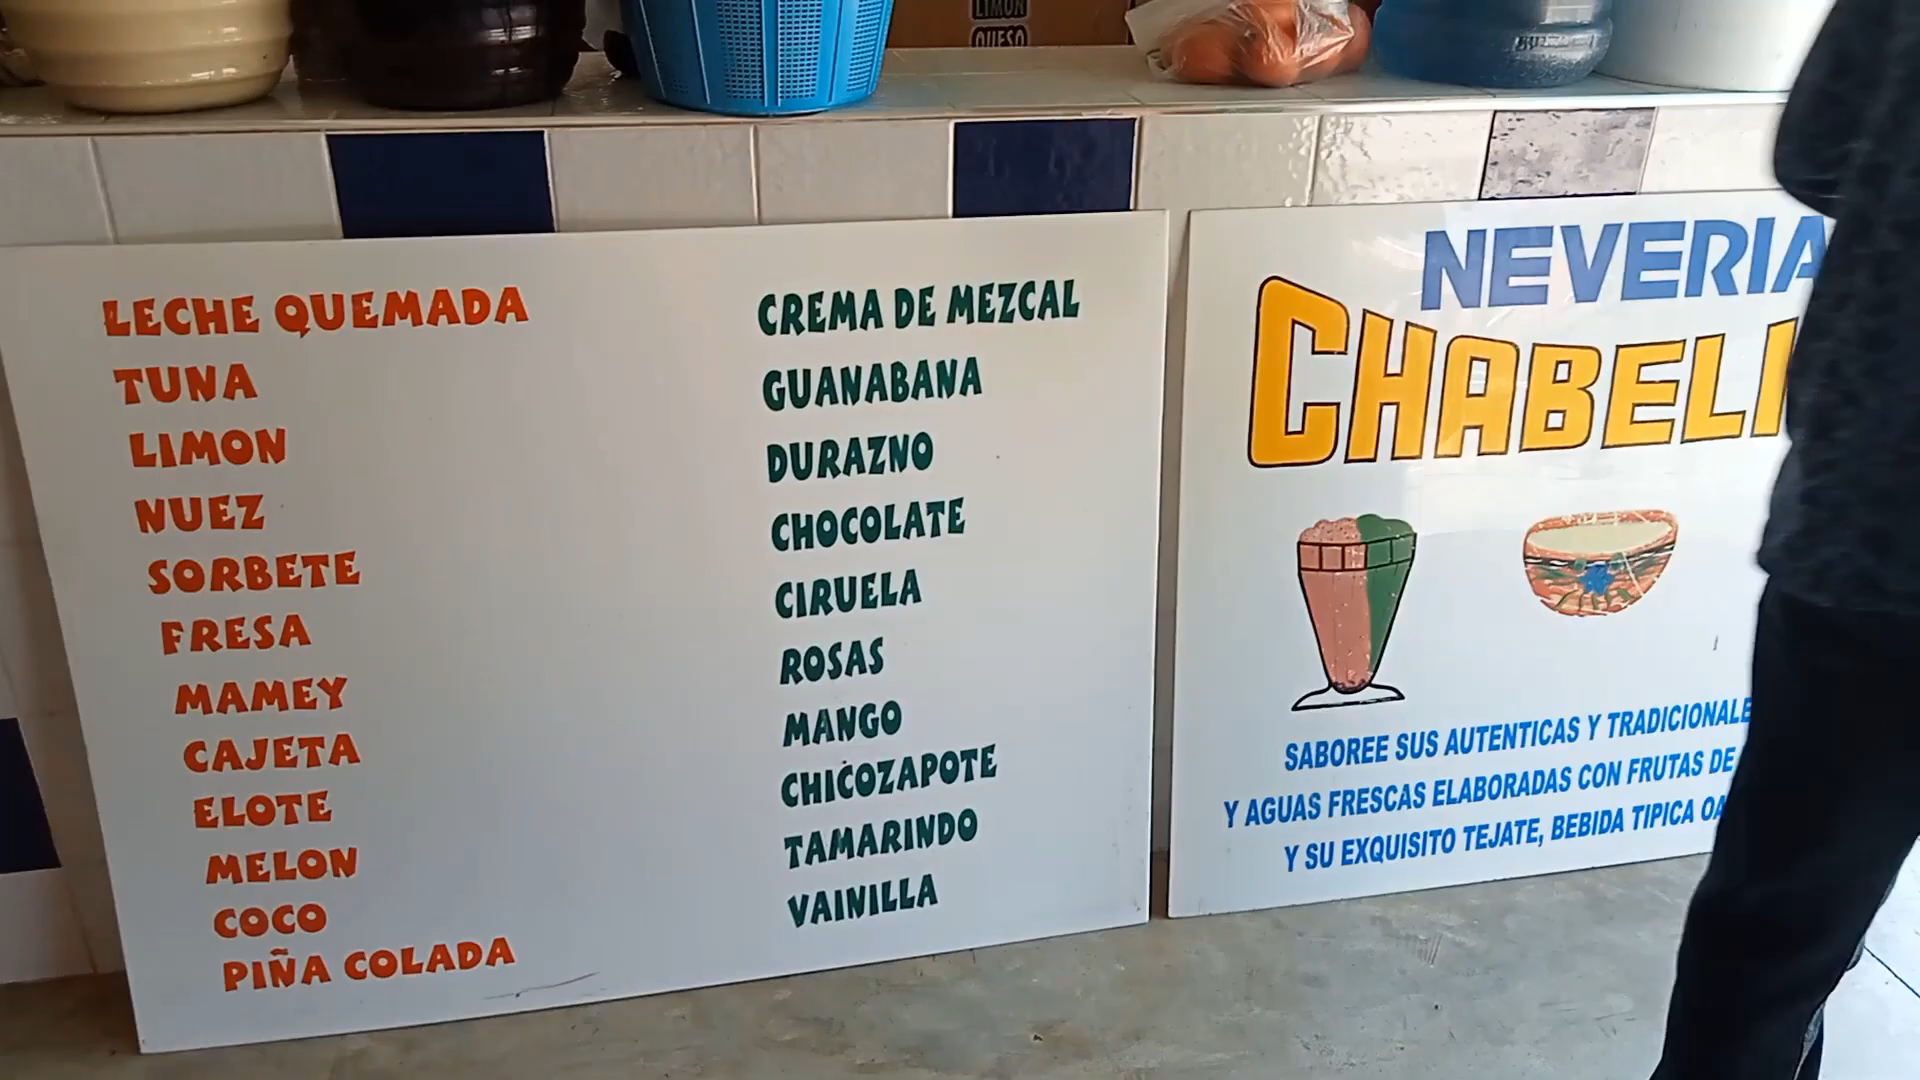 LIMON
QUESO
LECHE QUEMADA
TUNA
LIMON
NUEZ
SORBETE
FRESA
MAMEY
CAJETA
ELOTE
MELON
COCO
PIÑA COLADA
CREMA DE MEZCAL
GUANABANA
DURAZNO
CHOCOLATE
CIRUELA
ROSAS
MANGO
CHICOZAPOTE
TAMARINDO
VAINILLA
NEVERIA
CHABELI
SABOREE SUS AUTENTICAS Y TRADICIONALE
Y AGUAS FRESCAS ELABORADAS CON FRUTAS DE
Y SU EXQUISITO TEJATE, BEBIDA TIPICA OA